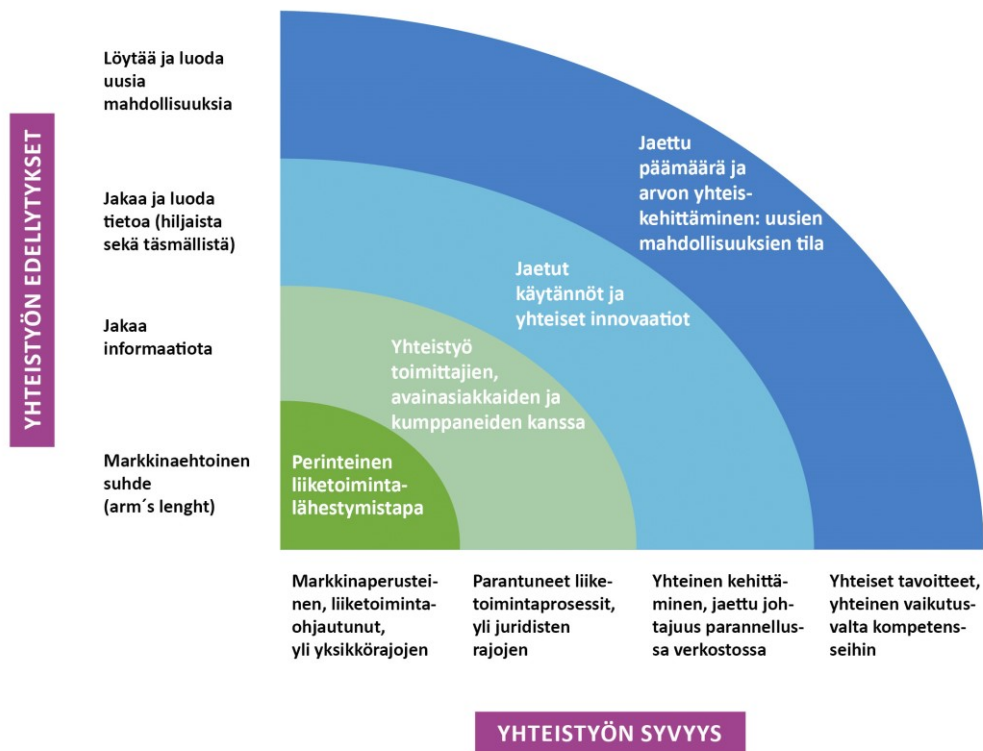 YHTEISTYÖN EDELLYTYKSET
Löytää ja luoda
uusia
mahdollisuuksia
Jakaa ja luoda
tietoa (hiljaista
sekä täsmällistä)
Jakaa
informaatiota
Markkinaehtoinen
suhde
(arm´s lenght)
Jaettu
päämäärä ja
arvon yhteis-
kehittäminen: uusien
mahdollisuuksien tila
Jaetut
käytännöt ja
yhteiset innovaatiot
Yhteistyö
toimittajien,
avainasiakkaiden ja
kumppaneiden kanssa
Perinteinen
liiketoiminta-
lähestymistapa
Markkinaperustei-
nen, liiketoiminta-
ohjautunut,
yli yksikkörajojen
Parantuneet liike-
toimintaprosessit,
yli juridisten
rajojen
Yhteinen kehittä-
minen, jaettu joh-
tajuus parannellus-
sa verkostossa
Yhteiset tavoitteet,
yhteinen vaikutus-
valta kompetens-
seihin
YHTEISTYÖN SYVYYS